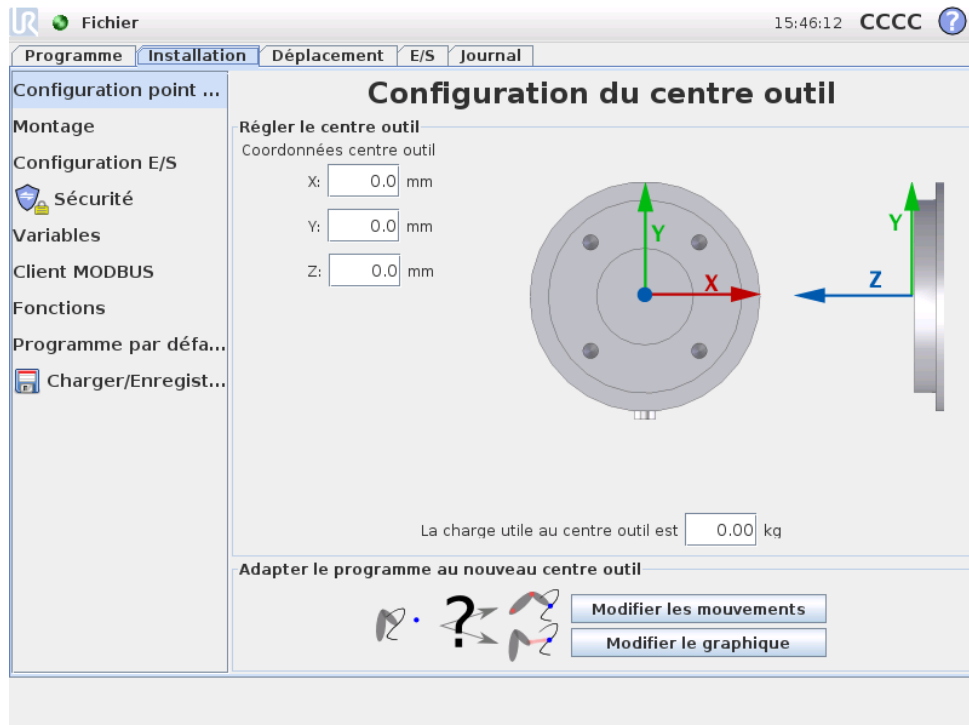 UR Fichier 15:46:12 CCCC ?
Programme Installation Déplacement E/S Journal
Configuration point ...
Montage
Configuration E/S
Sécurité
Variables
Client MODBUS
Fonctions
Programme par défa...
Charger/Enregist...
Configuration du centre outil
Régler le centre outil
Coordonnées centre outil
X: 0.0 mm
Y: 0.0 mm
Z: 0.0 mm
Y
X
Y
Z
La charge utile au centre outil est 0.00 kg
Adapter le programme au nouveau centre outil
?
Modifier les mouvements
Modifier le graphique